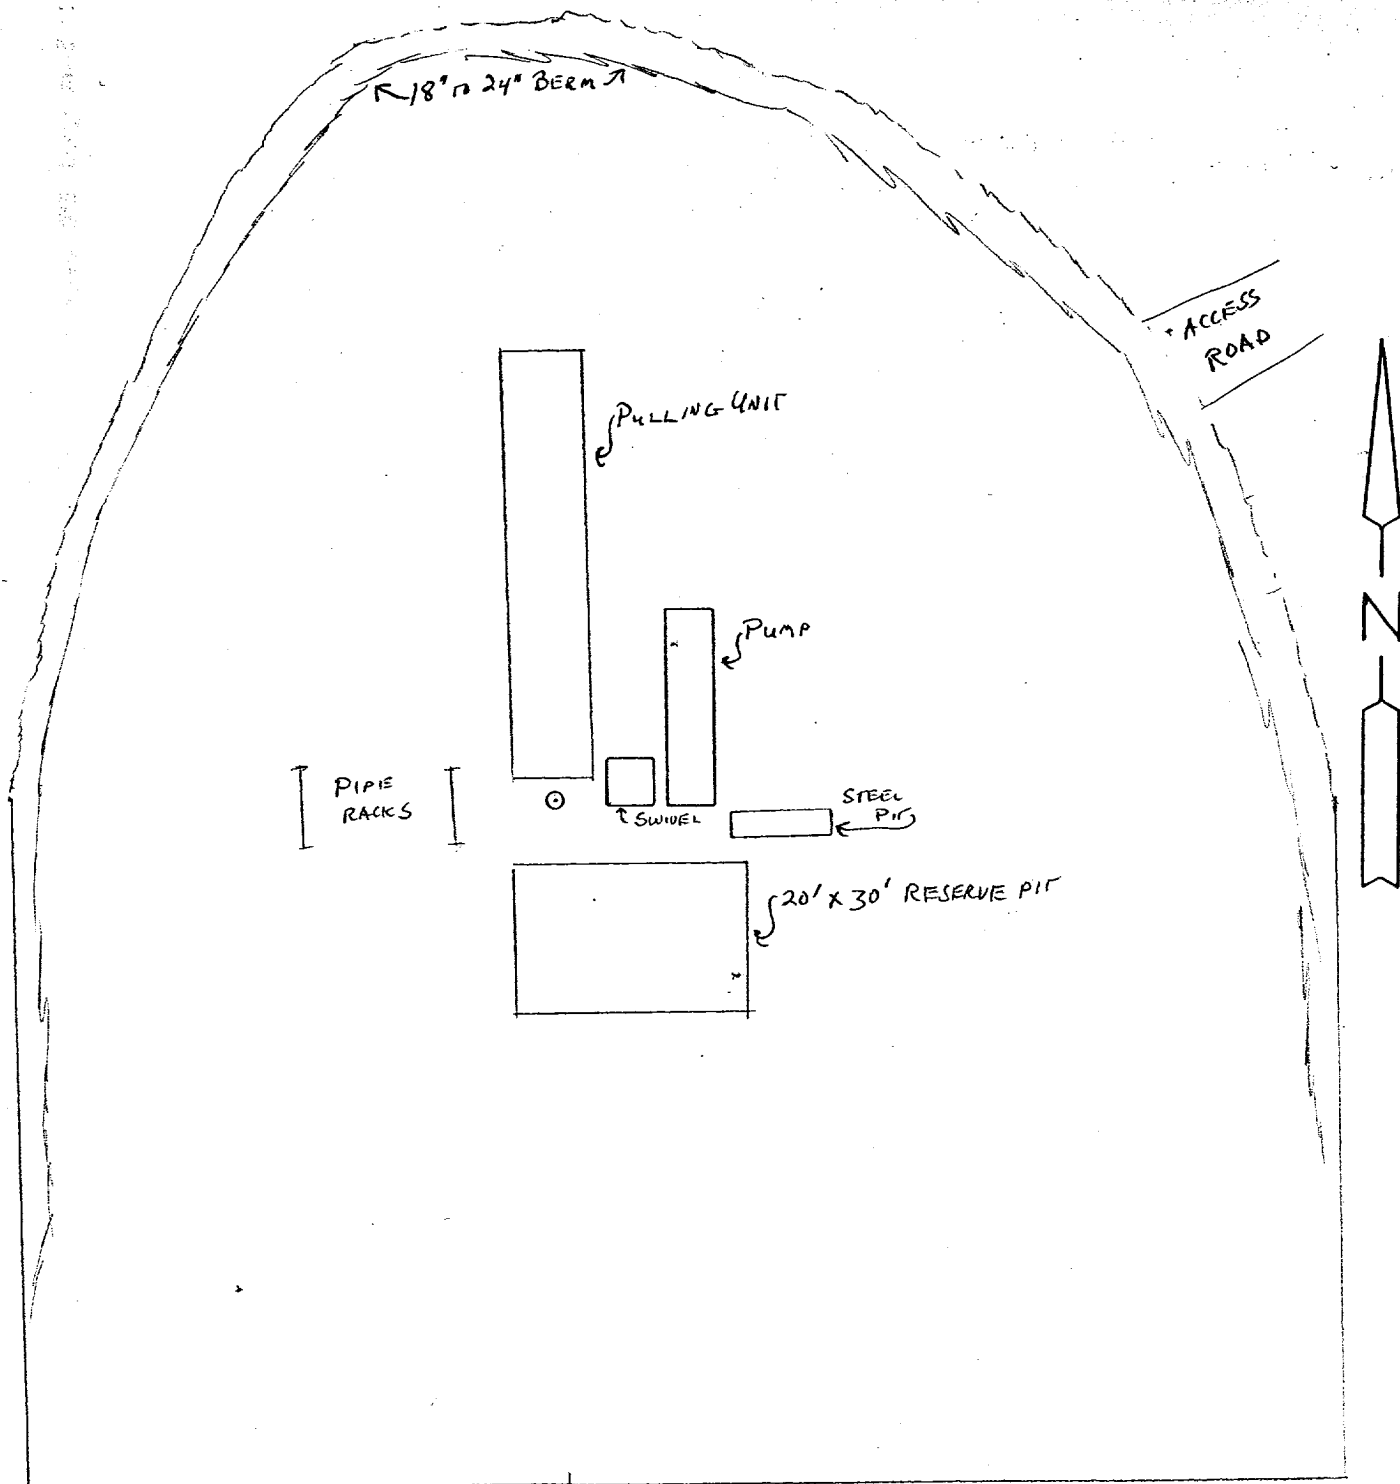 18" TO 24" BERM
ACCESS
ROAD
PULLING UNIT
N
PUMP
PIPE
RACKS
SWIVEL
STEEL
PIT
20' X 30' RESERVE PIT